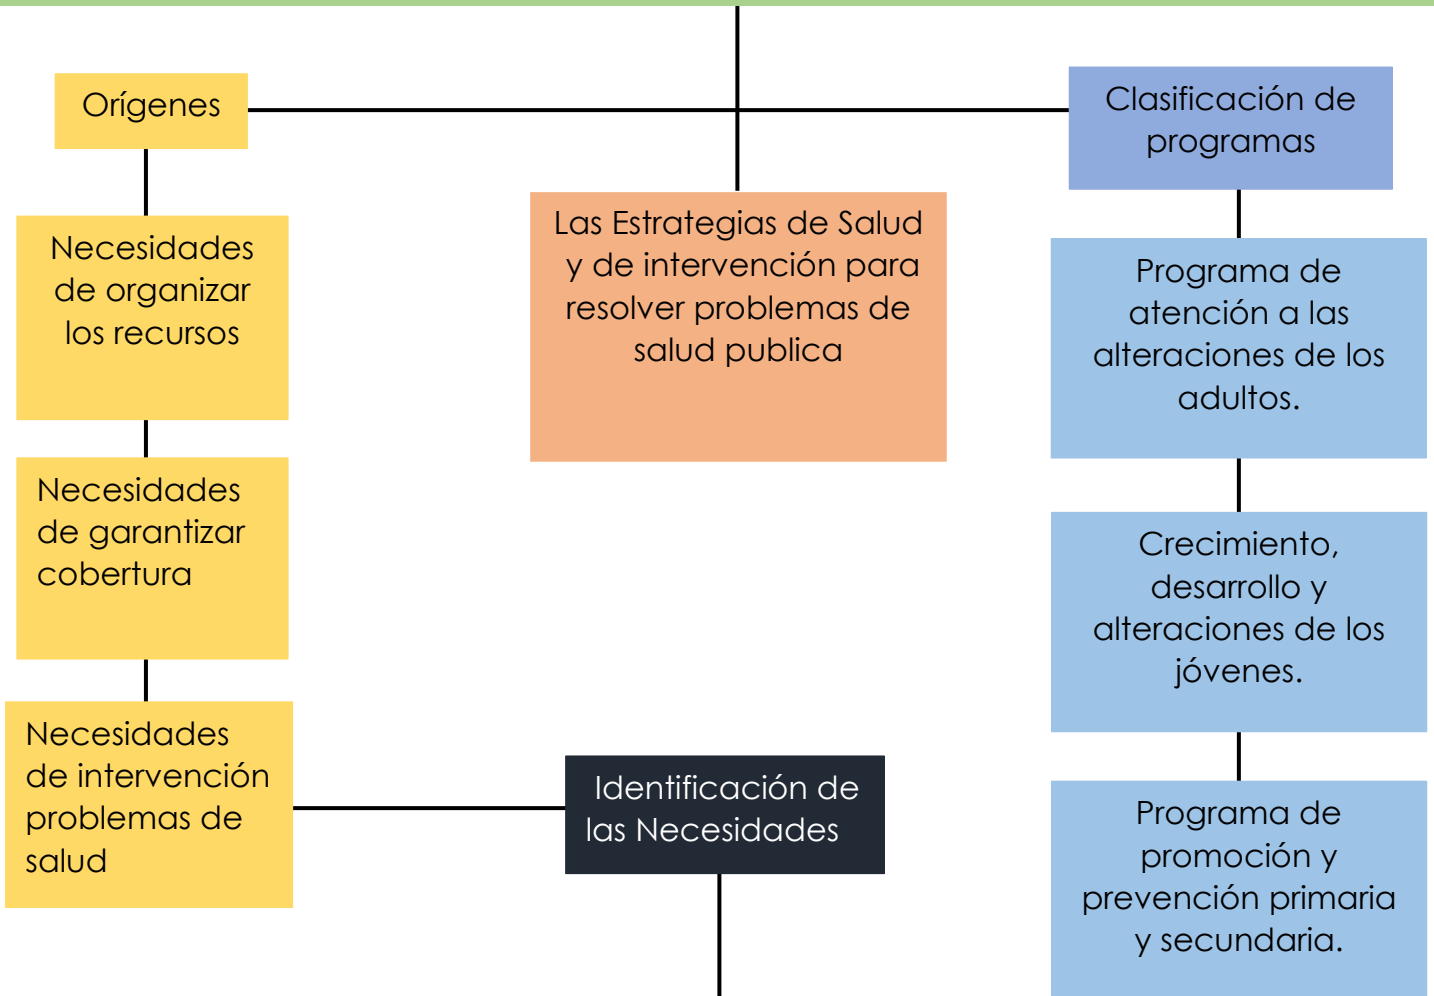 Orígenes
Clasificación de
programas
Necesidades
de organizar
los recursos
Las Estrategias de Salud
y de intervención para
resolver problemas de
salud publica
Programa de
atención a las
alteraciones de los
adultos.
Necesidades
de garantizar
cobertura
Crecimiento,
desarrollo y
alteraciones de los
jóvenes.
Necesidades
de intervención
problemas de
salud
Identificación de
las Necesidades
Programa de
promoción y
prevención primaria
y secundaria.